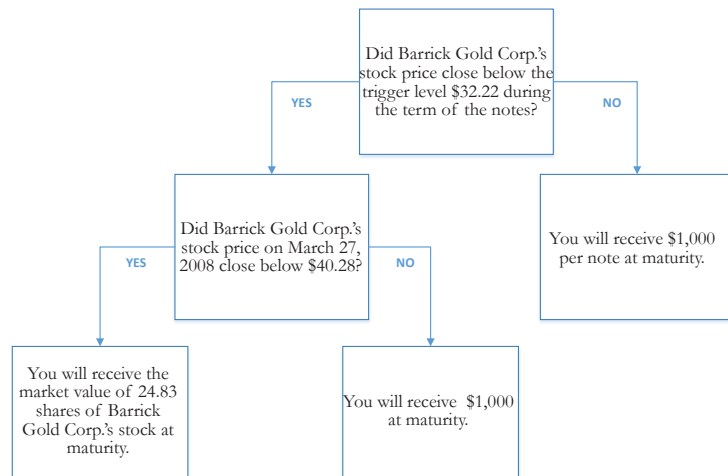 Did Barrick Gold Corp.'s
stock price close below the
trigger level $32.22 during
the term of the notes?
YES
NO
Did Barrick Gold Corp.'s
stock price on March 27,
2008 close below $40.28?
You will receive $1,000
per note at maturity.
YES
NO
You will receive the
market value of 24.83
shares of Barrick
Gold Corp.'s stock at
maturity.
You will receive $1,000
at maturity.